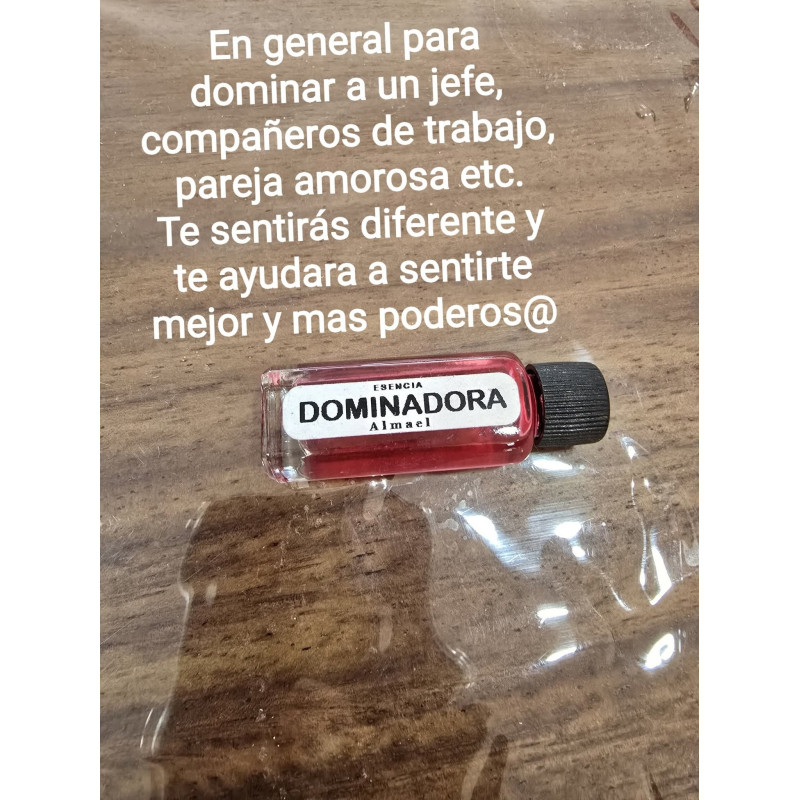 En general para
dominar a un jefe,
compañeros de trabajo,
pareja amorosa etc.
Te sentirás diferente y
te ayudara a sentirte
mejor y mas poderos@
ESENCIA
DOMINADORA
Almael